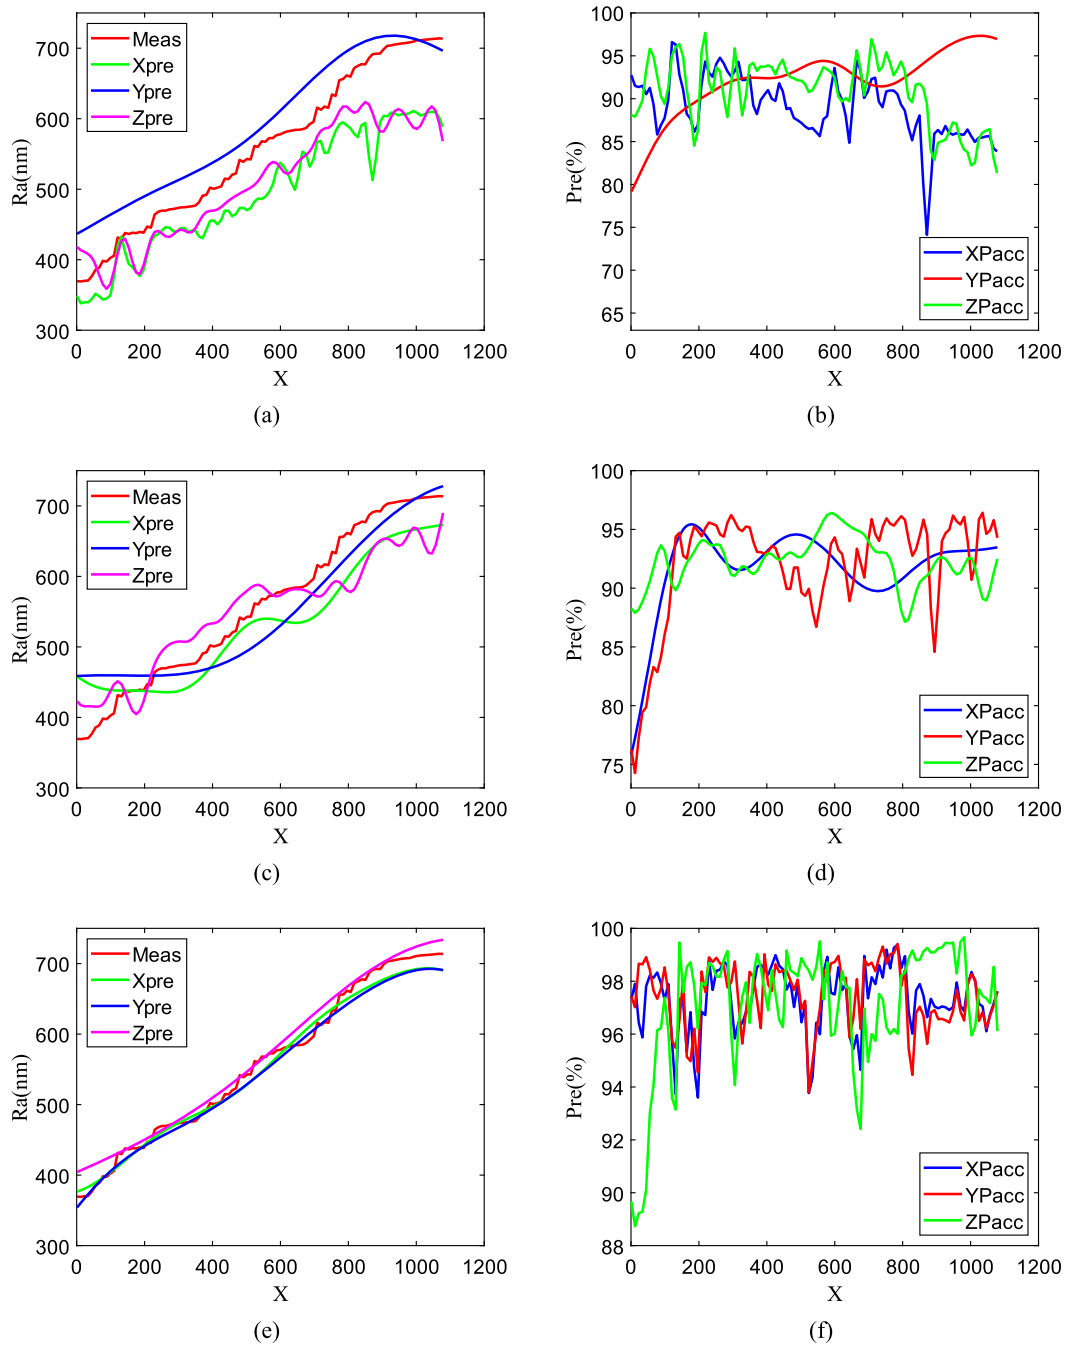 Ra(nm)
700
600
500
400
300
Meas
Xpre
Ypre
Zpre
0 200 400 600 800 1000 1200
X
(a)
Pre(%)
100
95
90
85
80
75
70
65
XPacc
YPacc
ZPacc
0 200 400 600 800 1000 1200
X
(b)
Ra(nm)
700
600
500
400
300
Meas
Xpre
Ypre
Zpre
0 200 400 600 800 1000 1200
X
(c)
Pre(%)
100
95
90
85
80
75
XPacc
YPacc
ZPacc
0 200 400 600 800 1000 1200
X
(d)
Ra(nm)
700
600
500
400
300
Meas
Xpre
Ypre
Zpre
0 200 400 600 800 1000 1200
X
(e)
Pre(%)
100
98
96
94
92
90
88
XPacc
YPacc
ZPacc
0 200 400 600 800 1000 1200
X
(f)